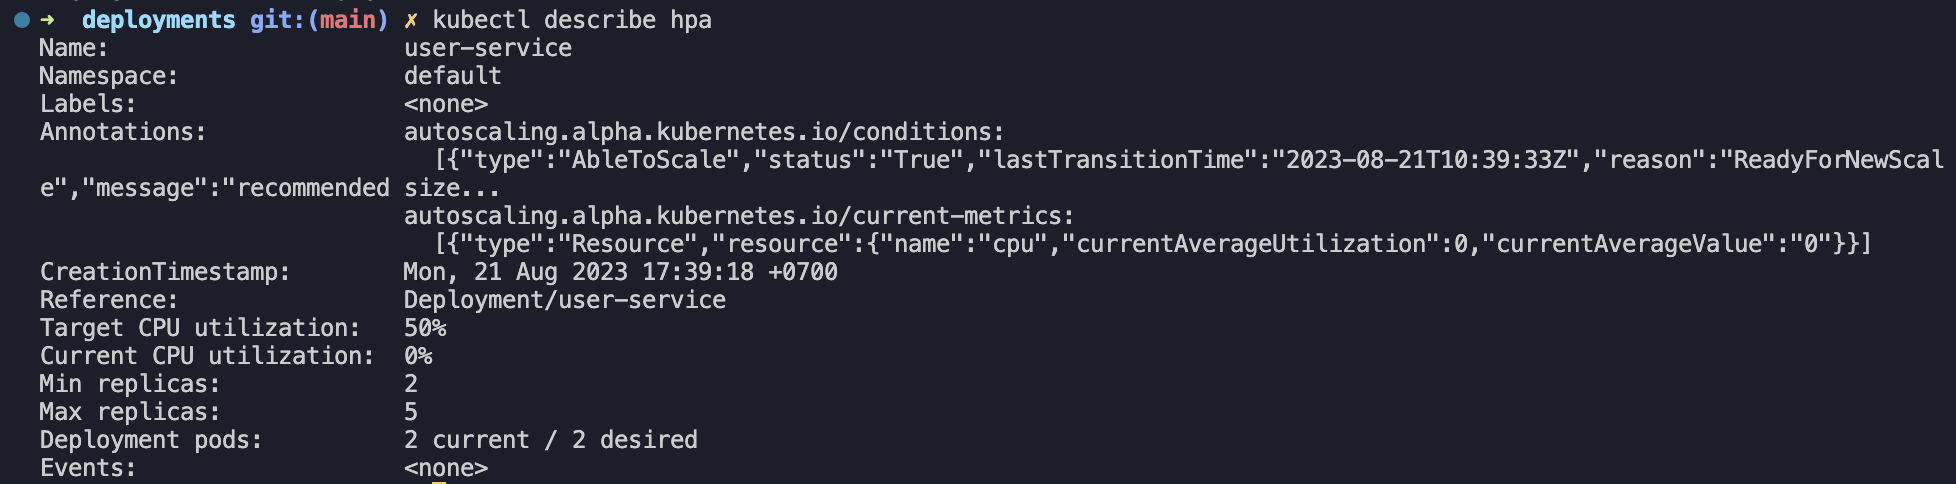 ➜  deployments git:(main) ✗ kubectl describe hpa
Name:                     user-service
Namespace:                default
Labels:                   <none>
Annotations:              autoscaling.alpha.kubernetes.io/conditions:
                            [{"type":"AbleToScale","status":"True","lastTransitionTime":"2023-08-21T10:39:33Z","reason":"ReadyForNewScal
e","message":"recommended size...
                          autoscaling.alpha.kubernetes.io/current-metrics:
                            [{"type":"Resource","resource":{"name":"cpu","currentAverageUtilization":0,"currentAverageValue":"0"}}]
CreationTimestamp:        Mon, 21 Aug 2023 17:39:18 +0700
Reference:                Deployment/user-service
Target CPU utilization:   50%
Current CPU utilization:  0%
Min replicas:             2
Max replicas:             5
Deployment pods:          2 current / 2 desired
Events:                   <none>